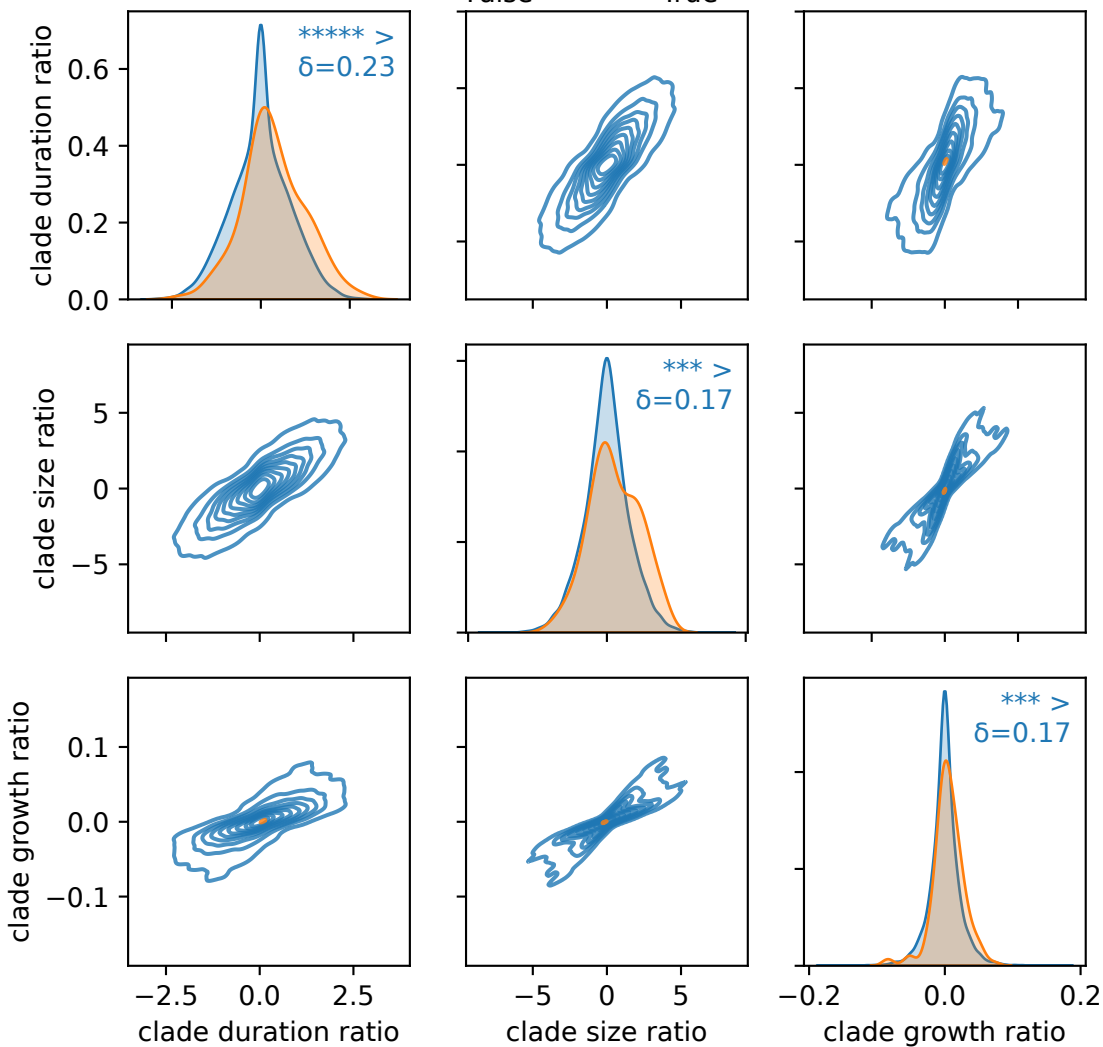 True
clade duration ratio
0.6
0.4
0.2
0.0
***** >
δ=0.23
clade size ratio
5
0
−5
*** >
δ=0.17
clade growth ratio
0.1
0.0
−0.1
*** >
δ=0.17
−2.5 0.0 2.5
−5 0 5
−0.2 0.0 0.2
clade duration ratio
clade size ratio
clade growth ratio